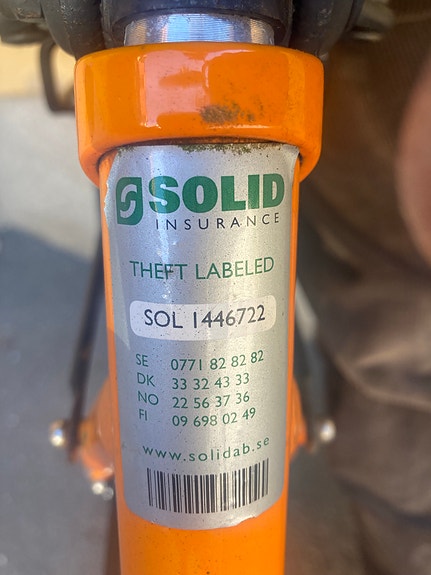 SOLID
INSURANCE
THEFT LABELED
SOL 1446722
SE 0771 82 82 82
DK 33 32 43 33
NO 22 56 37 36
FI 09 698 02 49
www.solidab.se